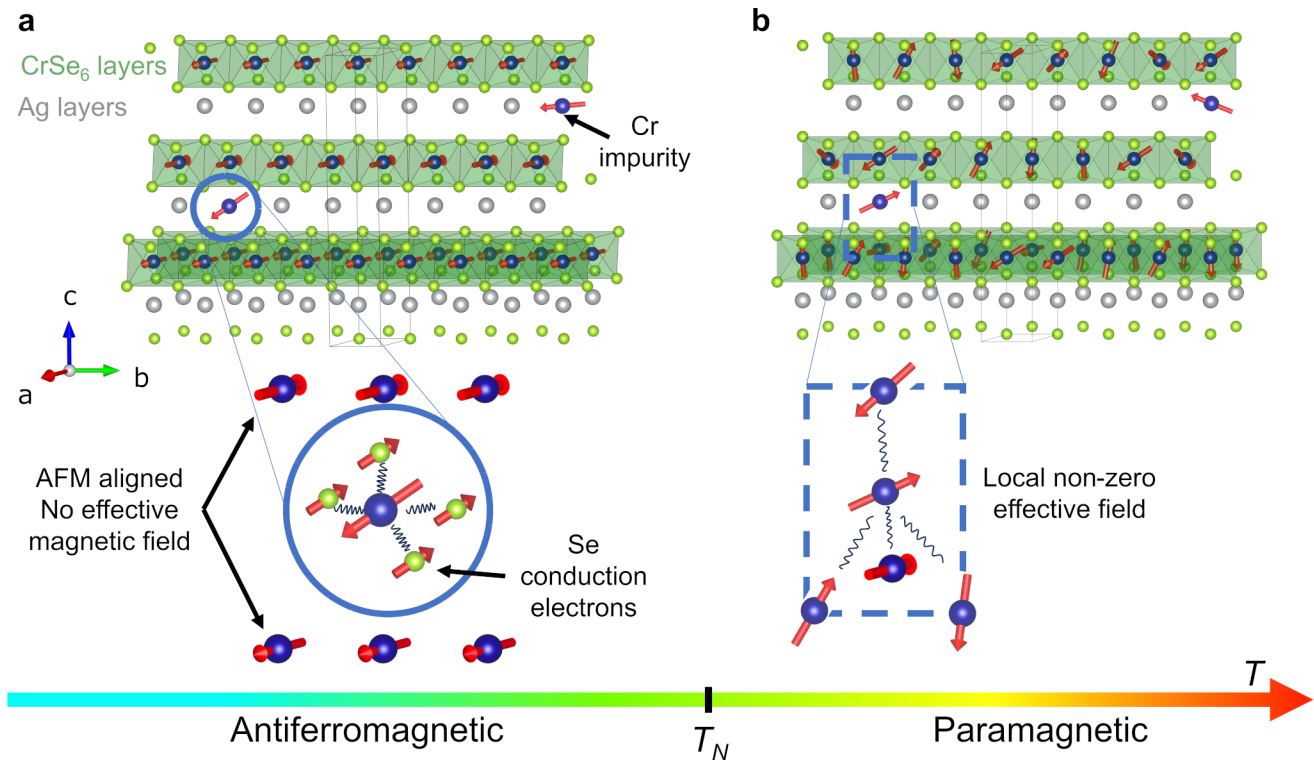 a
CrSe₆ layers
Ag layers
Cr
impurity
c
a
b
AFM aligned
No effective
magnetic field
Se
conduction
electrons
b
Local non-zero
effective field
T
Antiferromagnetic
T_N
Paramagnetic